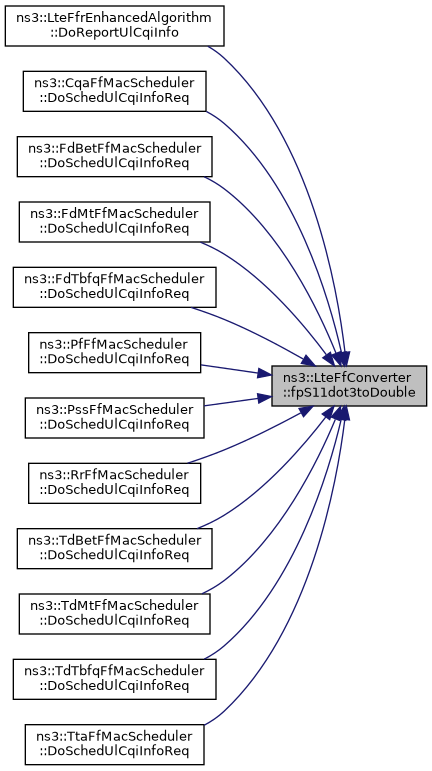 ns3::LteFfrEnhancedAlgorithm
::DoReportUlCqiInfo
ns3::CqaFfMacScheduler
::DoSchedUlCqiInfoReq
ns3::FdBetFfMacScheduler
::DoSchedUlCqiInfoReq
ns3::FdMtFfMacScheduler
::DoSchedUlCqiInfoReq
ns3::FdTbfqFfMacScheduler
::DoSchedUlCqiInfoReq
ns3::PfFfMacScheduler
::DoSchedUlCqiInfoReq
ns3::LteFfConverter
::fpS11dot3toDouble
ns3::PssFfMacScheduler
::DoSchedUlCqiInfoReq
ns3::RrFfMacScheduler
::DoSchedUlCqiInfoReq
ns3::TdBetFfMacScheduler
::DoSchedUlCqiInfoReq
ns3::TdMtFfMacScheduler
::DoSchedUlCqiInfoReq
ns3::TdTbfqFfMacScheduler
::DoSchedUlCqiInfoReq
ns3::TtaFfMacScheduler
::DoSchedUlCqiInfoReq